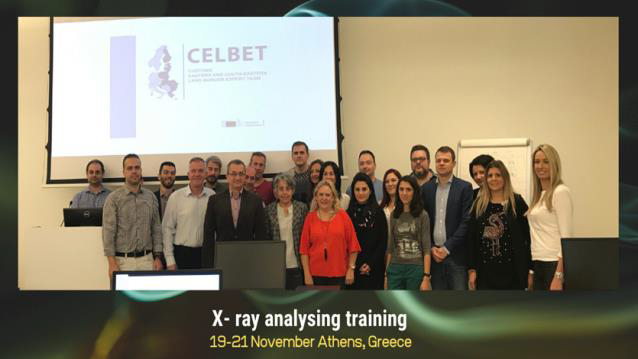 CELBET
CUSTOMS
EASTERN AND SOUTH-EASTERN
LAND BORDER EXPERT TEAM
X- ray analysing training
19-21 November Athens, Greece